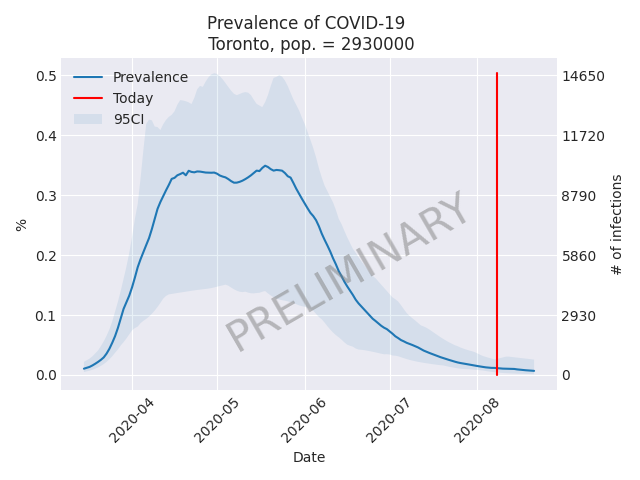 Prevalence of COVID-19
Toronto, pop. = 2930000
Prevalence
Today
95CI
0.5
0.4
0.3
0.2
0.1
0.0
%
14650
11720
8790
5860
2930
0
# of infections
PRELIMINARY
2020-04
2020-05
2020-06
2020-07
2020-08
Date